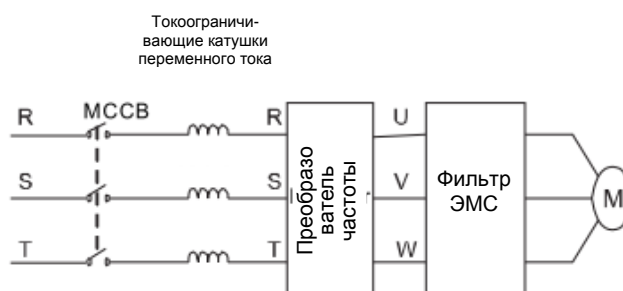 Токоограничи-
вающие катушки
переменного тока
MCCB
R R U
S S V
T T W
Преобразо
ватель
частоты
Фильтр
ЭМС
M